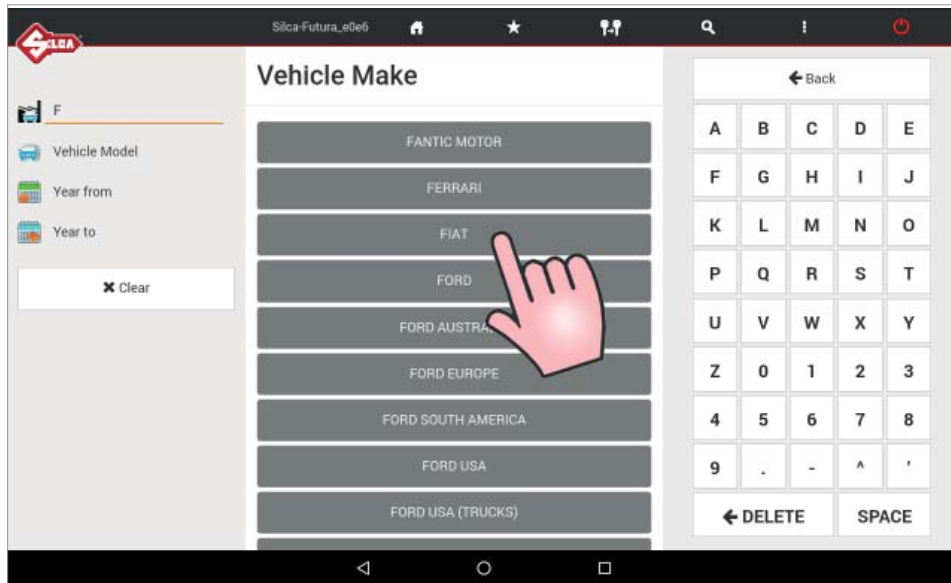 Silca-Futura_e0e6
SILCA
F
Vehicle Model
Year from
Year to
Clear
Vehicle Make
FANTIC MOTOR
FERRARI
FIAT
FORD
FORD AUSTRA
FORD EUROPE
FORD SOUTH AMERICA
FORD USA
FORD USA (TRUCKS)
Back
A B C D E
F G H I J
K L M N O
P Q R S T
U V W X Y
Z 0 1 2 3
4 5 6 7 8
9 . - ^ '
DELETE SPACE